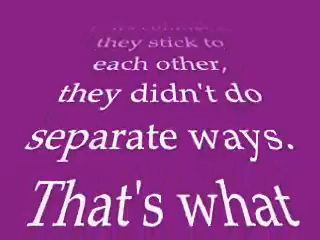 they stick to
each other,
they didn't do
separate ways.
That's what